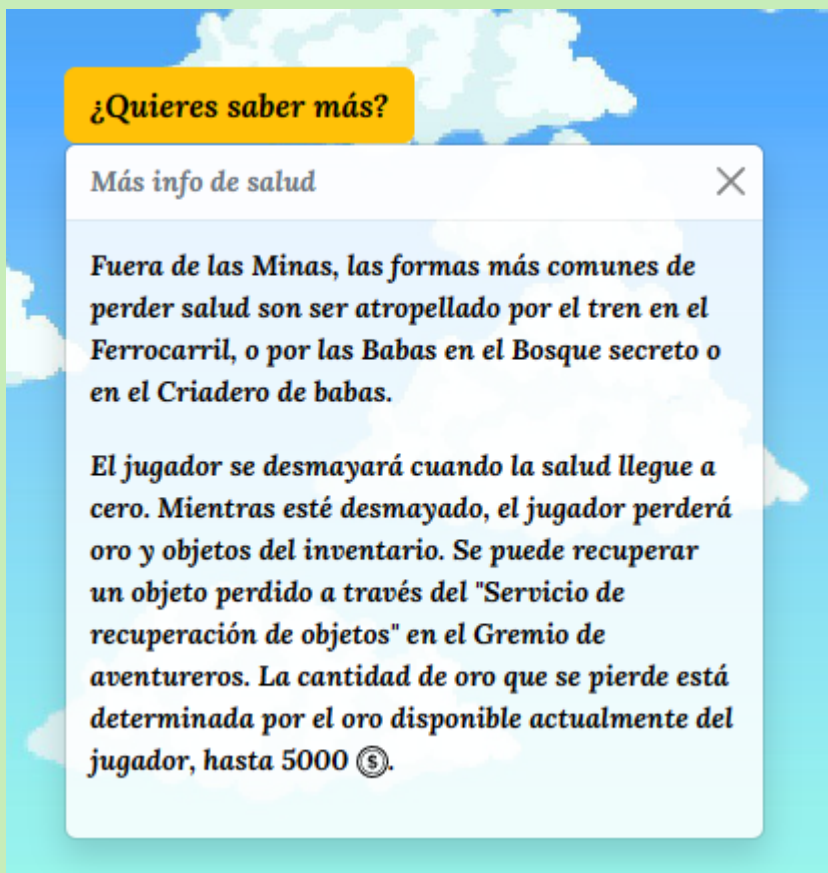 ¿Quieres saber más?
Más info de salud
Fuera de las Minas, las formas más comunes de
perder salud son ser atropellado por el tren en el
Ferrocarril, o por las Babas en el Bosque secreto o
en el Criadero de babas.
El jugador se desmayará cuando la salud llegue a
cero. Mientras esté desmayado, el jugador perderá
oro y objetos del inventario. Se puede recuperar
un objeto perdido a través del "Servicio de
recuperación de objetos" en el Gremio de
aventureros. La cantidad de oro que se pierde está
determinada por el oro disponible actualmente del
jugador, hasta 5000 $.